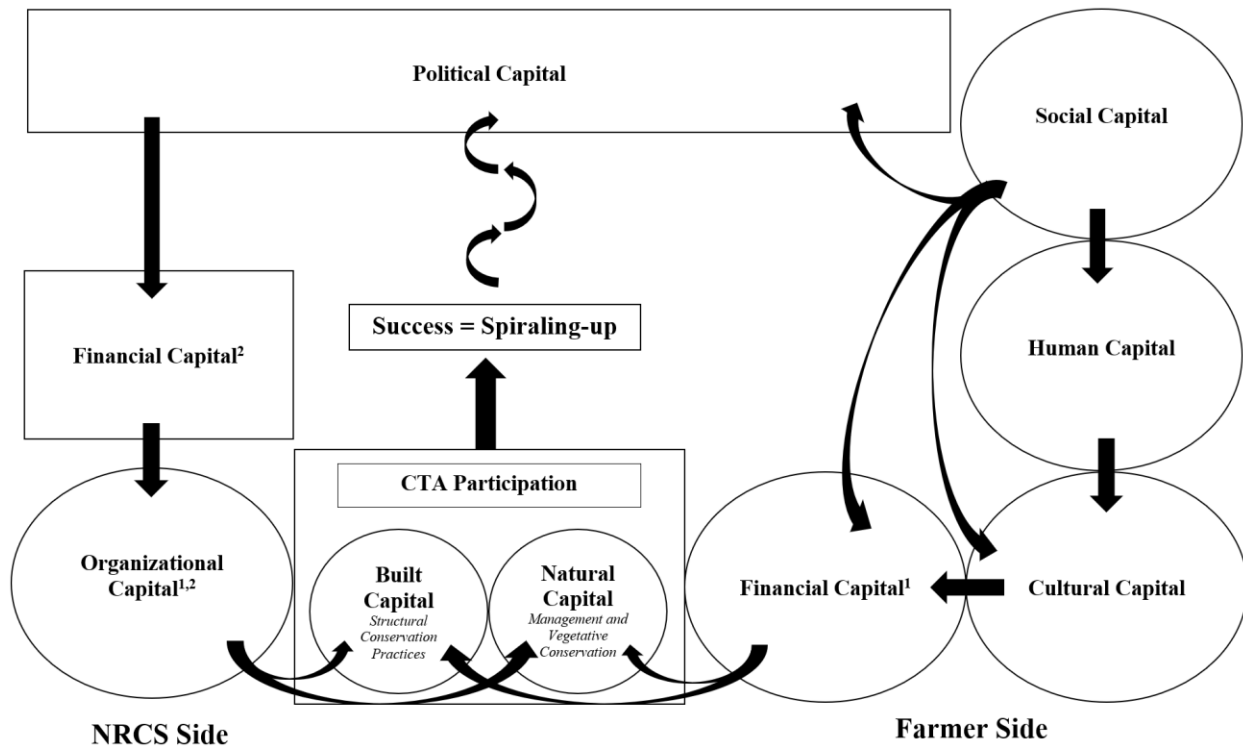 Political Capital
Social Capital
Success = Spiraling-up
Financial Capital²
Human Capital
CTA Participation
Organizational
Capital¹,²
Built
Capital
Structural
Conservation
Practices
Natural
Capital
Management and
Vegetative
Conservation
Financial Capital¹
Cultural Capital
NRCS Side
Farmer Side